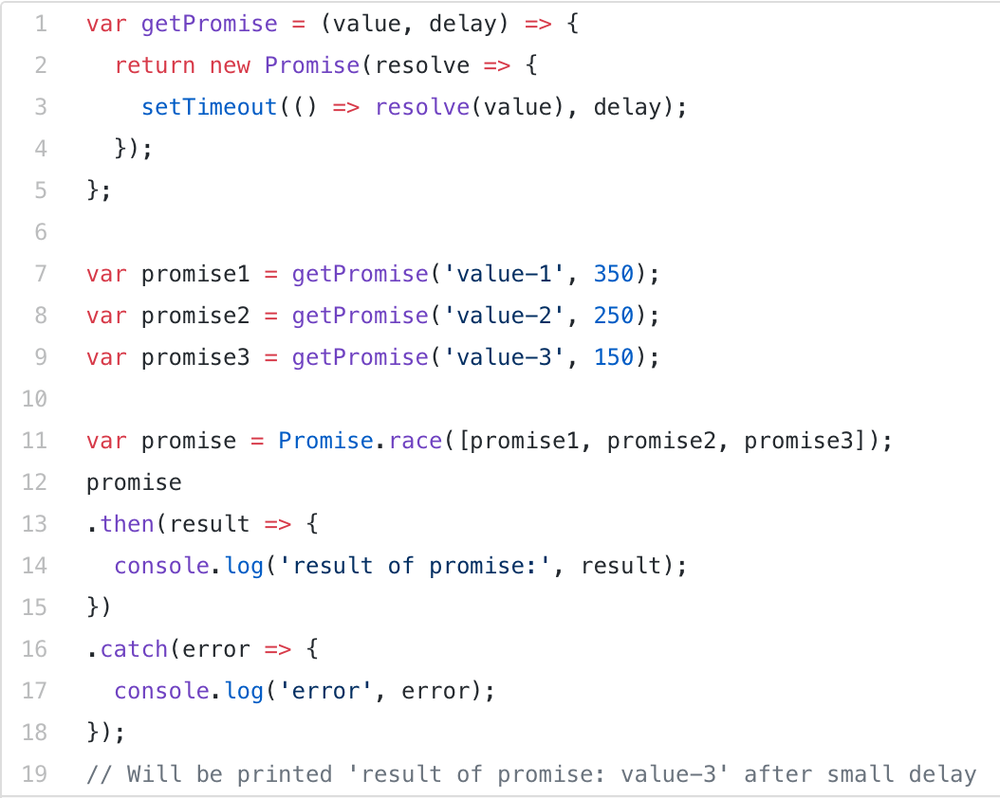 1 var getPromise = (value, delay) => {
2   return new Promise(resolve => {
3     setTimeout(() => resolve(value), delay);
4   });
5 };
6
7 var promise1 = getPromise('value-1', 350);
8 var promise2 = getPromise('value-2', 250);
9 var promise3 = getPromise('value-3', 150);
10
11 var promise = Promise.race([promise1, promise2, promise3]);
12 promise
13 .then(result => {
14   console.log('result of promise:', result);
15 })
16 .catch(error => {
17   console.log('error', error);
18 });
19 // Will be printed 'result of promise: value-3' after small delay